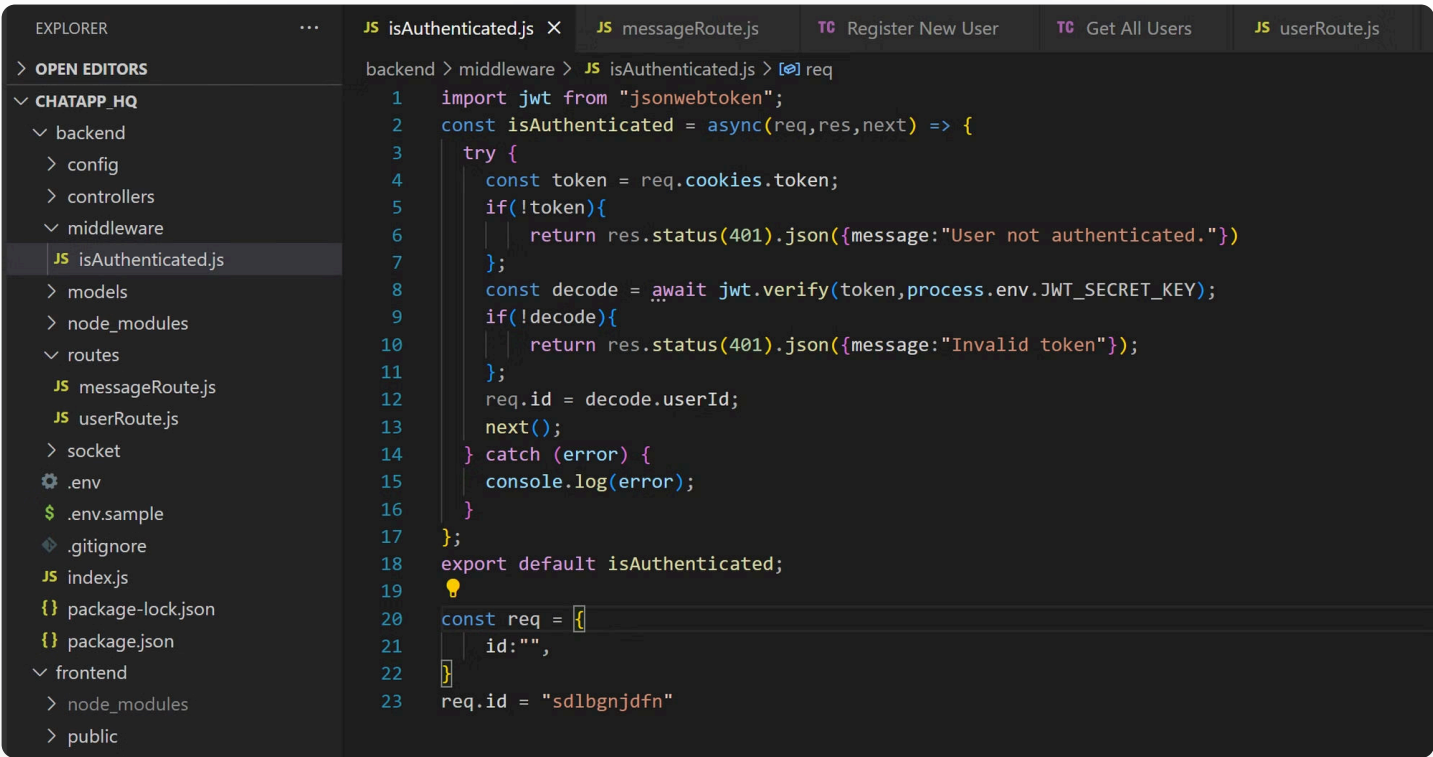 EXPLORER ...
JS isAuthenticated.js × JS messageRoute.js TC Register New User TC Get All Users JS userRoute.js
> OPEN EDITORS
CHATAPP_HQ
backend
> config
> controllers
middleware
JS isAuthenticated.js
> models
> node_modules
routes
JS messageRoute.js
JS userRoute.js
> socket
.env
$ .env.sample
.gitignore
JS index.js
{} package-lock.json
{} package.json
frontend
> node_modules
> public
backend > middleware > JS isAuthenticated.js > req
1 import jwt from "jsonwebtoken";
2 const isAuthenticated = async(req,res,next) => {
3 try {
4 const token = req.cookies.token;
5 if(!token){
6 return res.status(401).json({message:"User not authenticated."})
7 };
8 const decode = await jwt.verify(token,process.env.JWT_SECRET_KEY);
9 if(!decode){
10 return res.status(401).json({message:"Invalid token"});
11 };
12 req.id = decode.userId;
13 next();
14 } catch (error) {
15 console.log(error);
16 }
17 };
18 export default isAuthenticated;
19
20 const req = {
21 id:"",
22 }
23 req.id = "sdlbgnjdfn"